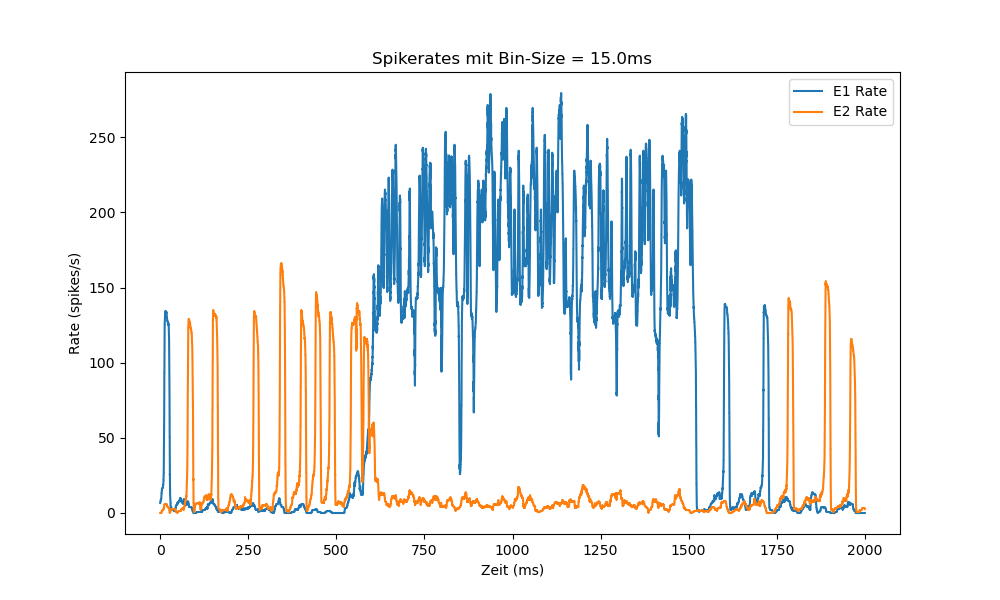 Spikerates mit Bin-Size = 15.0ms
E1 Rate
E2 Rate
Rate (spikes/s)
250
200
150
100
50
0
0 250 500 750 1000 1250 1500 1750 2000
Zeit (ms)